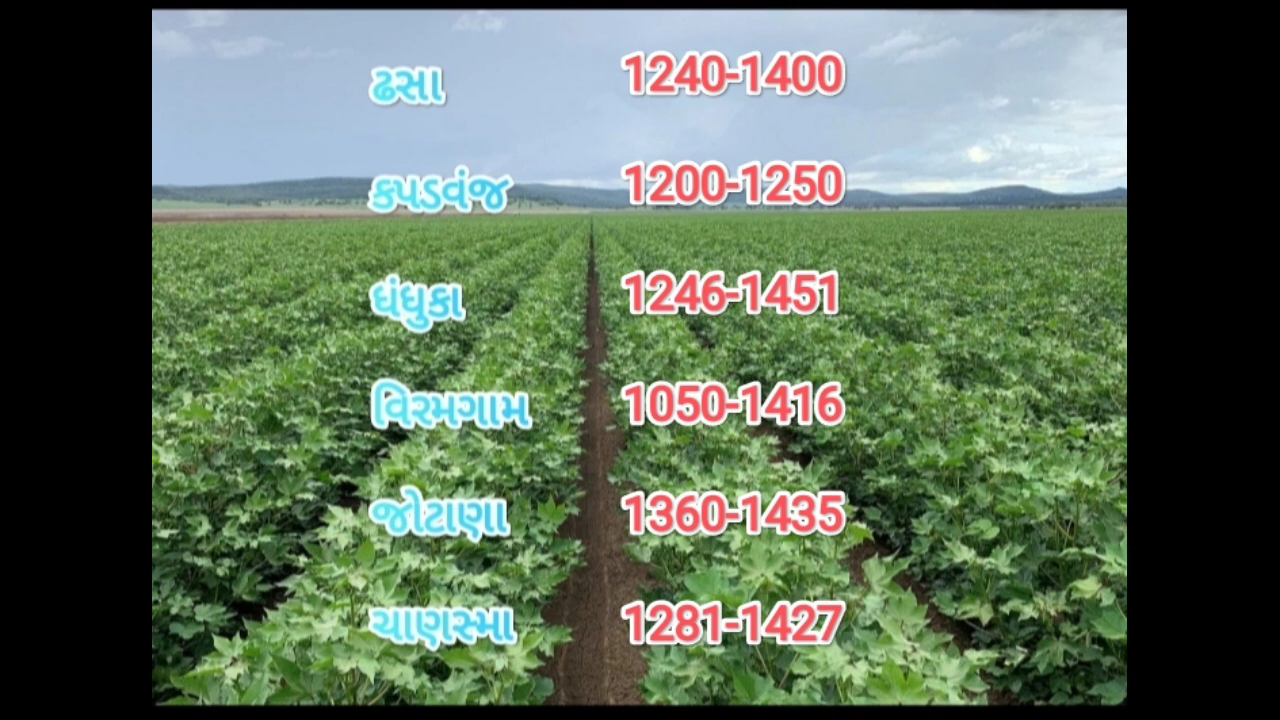 ઢસા 1240-1400
કપડવંજ 1200-1250
ધંધુકા 1246-1451
વિરમગામ 1050-1416
જોટાણા 1360-1435
ચાણસ્મા 1281-1427